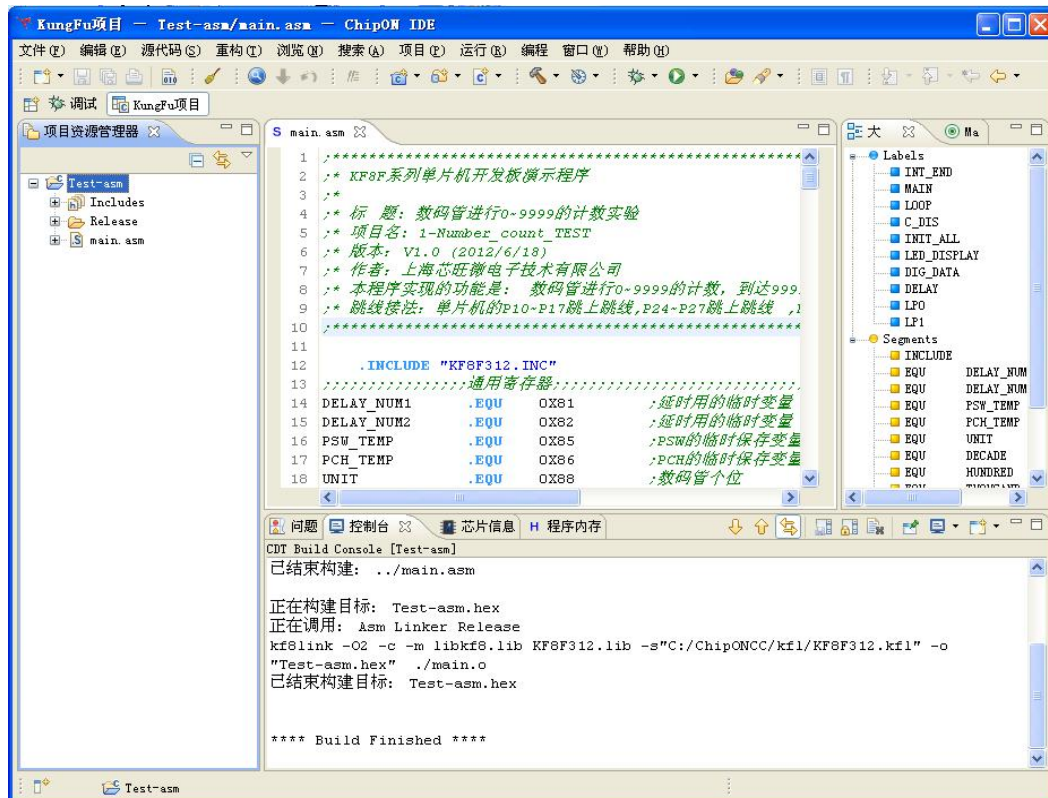 KungFu项目 — Test-asm/main.asm — ChipON IDE
文件(F) 编辑(E) 源代码(S) 重构(T) 浏览(N) 搜索(A) 项目(P) 运行(R) 编程 窗口(W) 帮助(H)
调试 KungFu项目
项目资源管理器
Test-asm
Includes
Release
main.asm
main.asm
1 ;*****************************************************
2 ;* KF8F系列单片机开发板演示程序
3 ;*
4 ;* 标 题: 数码管进行0~9999的计数实验
5 ;* 项目名: 1-Number_count_TEST
6 ;* 版本: V1.0 (2012/6/18)
7 ;* 作者: 上海芯旺微电子技术有限公司
8 ;* 本程序实现的功能是: 数码管进行0~9999的计数, 到达999
9 ;* 跳线接法: 单片机的P10~P17跳上跳线,P24~P27跳上跳线 ,
10 ;*****************************************************
11
12 .INCLUDE "KF8F312.INC"
13 ;;;;;;;;;;;;;;;;通用寄存器;;;;;;;;;;;;;;;;;;;;;;;;;;;;
14 DELAY_NUM1 .EQU 0X81 ;延时用的临时变量
15 DELAY_NUM2 .EQU 0X82 ;延时用的临时变量
16 PSW_TEMP .EQU 0X85 ;PSW的临时保存变量
17 PCH_TEMP .EQU 0X86 ;PCH的临时保存变量
18 UNIT .EQU 0X88 ;数码管个位
大 Ma
Labels
INT_END
MAIN
LOOP
C_DIS
INIT_ALL
LED_DISPLAY
DIG_DATA
DELAY
LP0
LP1
Segments
INCLUDE
EQU DELAY_NUM
EQU DELAY_NUM
EQU PSW_TEMP
EQU PCH_TEMP
EQU UNIT
EQU DECADE
EQU HUNDRED
问题 控制台 芯片信息 程序内存
CDT Build Console [Test-asm]
已结束构建: ../main.asm
正在构建目标: Test-asm.hex
正在调用: Asm Linker Release
kf8link -O2 -c -m libkf8.lib KF8F312.lib -s"C:/ChipONCC/kfl/KF8F312.kfl" -o
"Test-asm.hex" ./main.o
已结束构建目标: Test-asm.hex
**** Build Finished ****
Test-asm